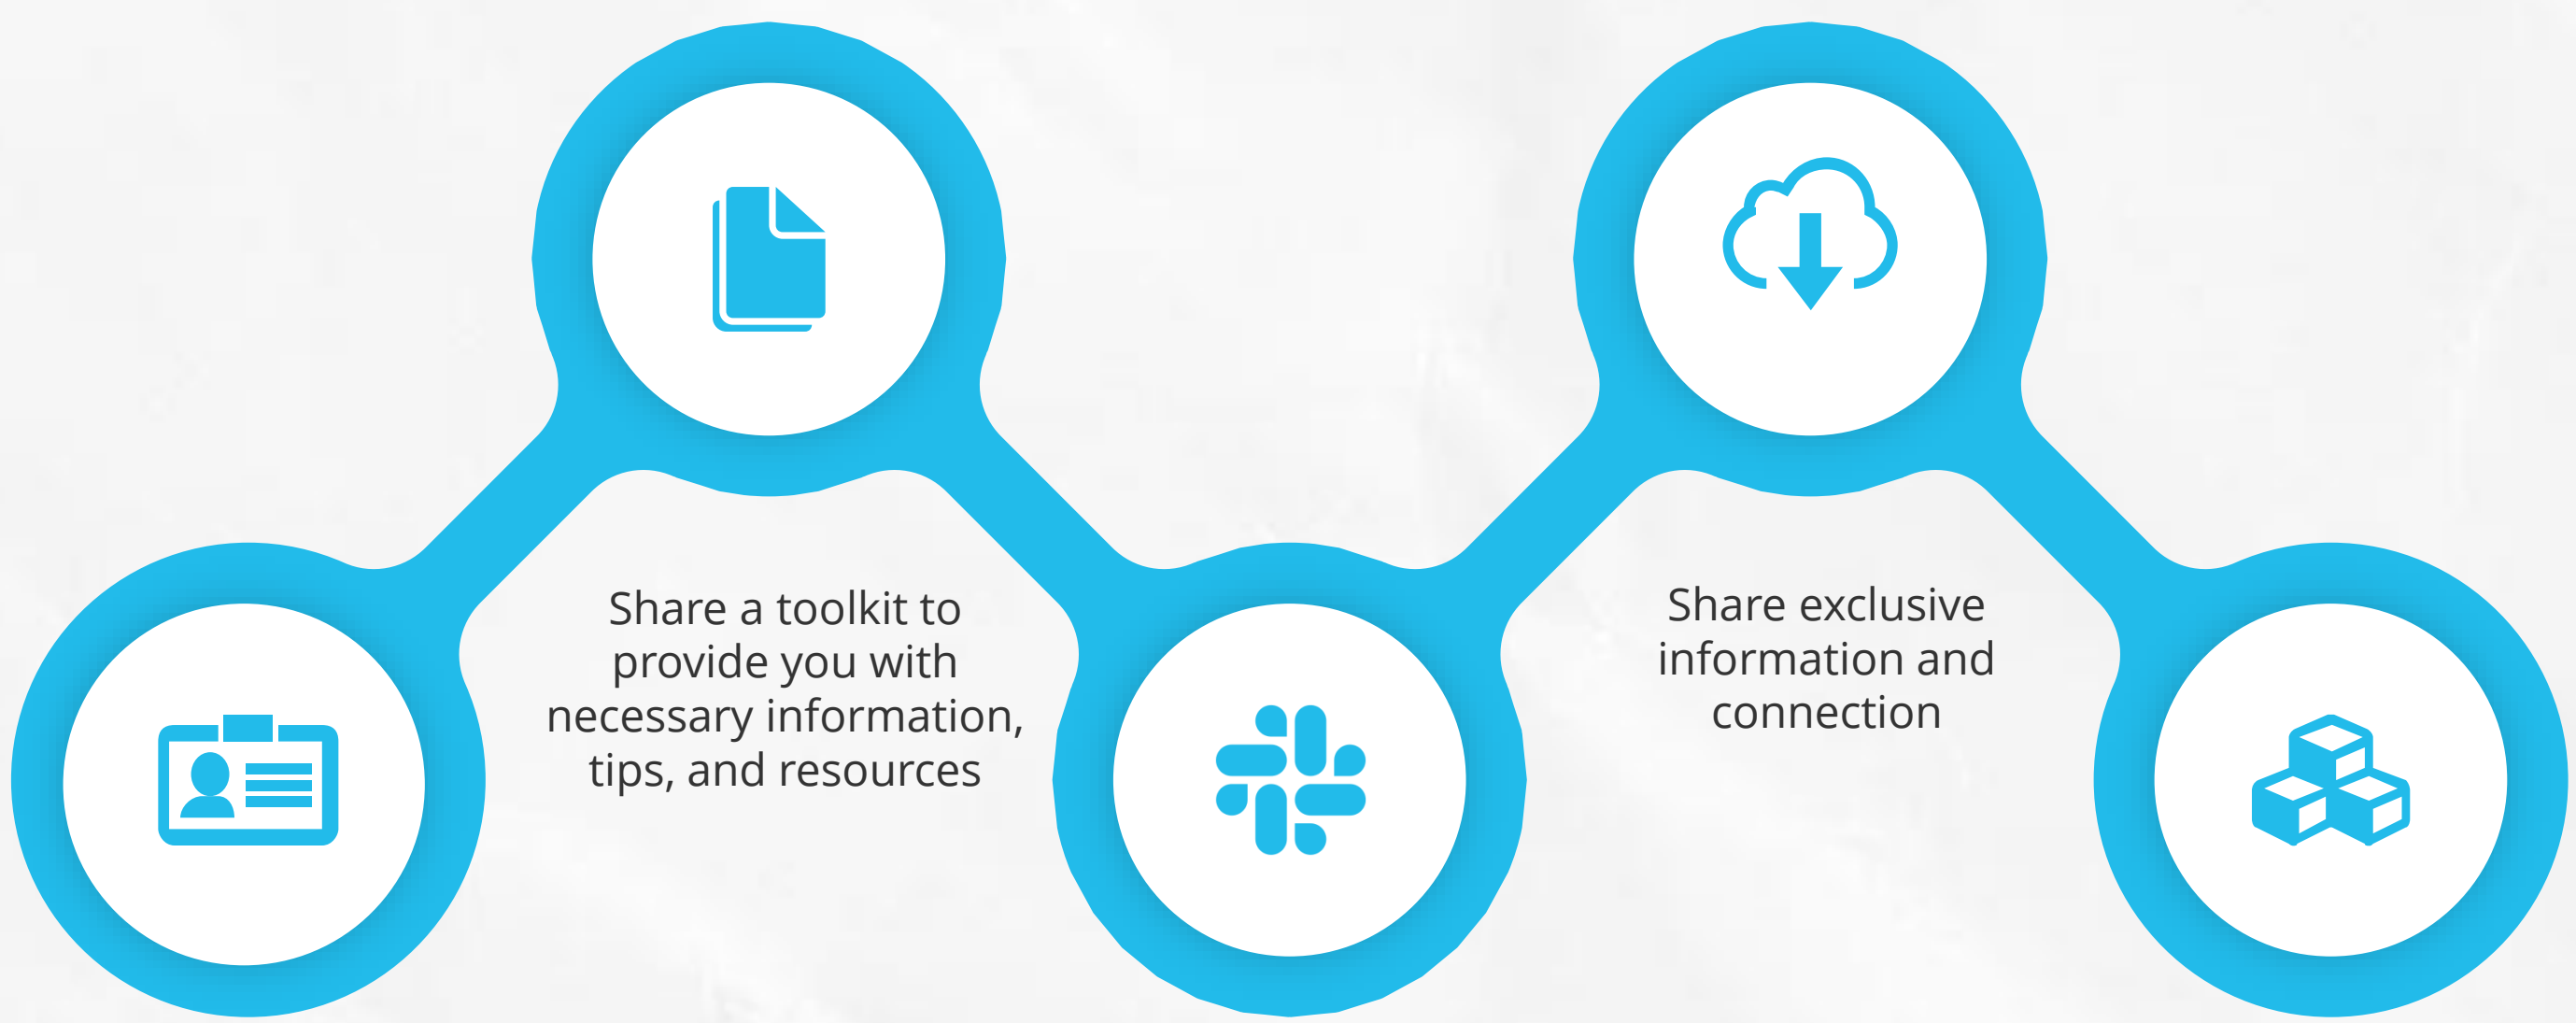 Share a toolkit to
provide you with
necessary information,
tips, and resources
Share exclusive
information and
connection